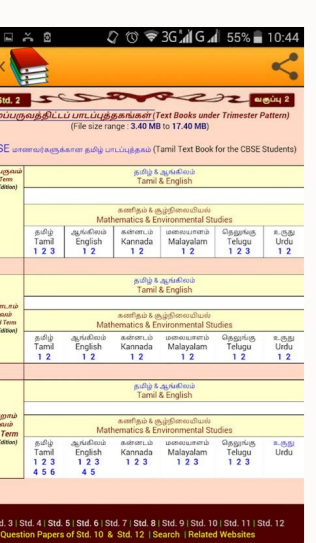 3G G 55% 10:44
Std. 2 வகுப்பு 2
பருவத்திட்டப் பாடப்புத்தகங்கள் (Text Books under Trimester Pattern)
(File size range : 3.40 MB to 17.40 MB)
SE மாணவர்களுக்கான தமிழ் பாடப்புத்தகம் (Tamil Text Book for the CBSE Students)
Term
தமிழ் & ஆங்கிலம்
Tamil & English
கணிதம் & சூழ்நிலையியல்
Mathematics & Environmental Studies
தமிழ் ஆங்கிலம் கன்னடம் மலையாளம் தெலுங்கு உருது
Tamil English Kannada Malayalam Telugu Urdu
1 2 3 1 2 1 2 1 2 1 2 3 1 2
Term
தமிழ் & ஆங்கிலம்
Tamil & English
கணிதம் & சூழ்நிலையியல்
Mathematics & Environmental Studies
தமிழ் ஆங்கிலம் கன்னடம் மலையாளம் தெலுங்கு உருது
Tamil English Kannada Malayalam Telugu Urdu
1 2 1 2 1 2 1 2 1 2 1 2
Term
தமிழ் & ஆங்கிலம்
Tamil & English
கணிதம் & சூழ்நிலையியல்
Mathematics & Environmental Studies
தமிழ் ஆங்கிலம் கன்னடம் மலையாளம் தெலுங்கு உருது
Tamil English Kannada Malayalam Telugu Urdu
1 2 3 1 2 3 1 2 3 1 2 3 1 2 3
4 5 6 4 5
d. 3 | Std. 4 | Std. 5 | Std. 6 | Std. 7 | Std. 8 | Std. 9 | Std. 10 | Std. 11 | Std. 12
Question Papers of Std. 10 & Std. 12 | Search | Related Websites